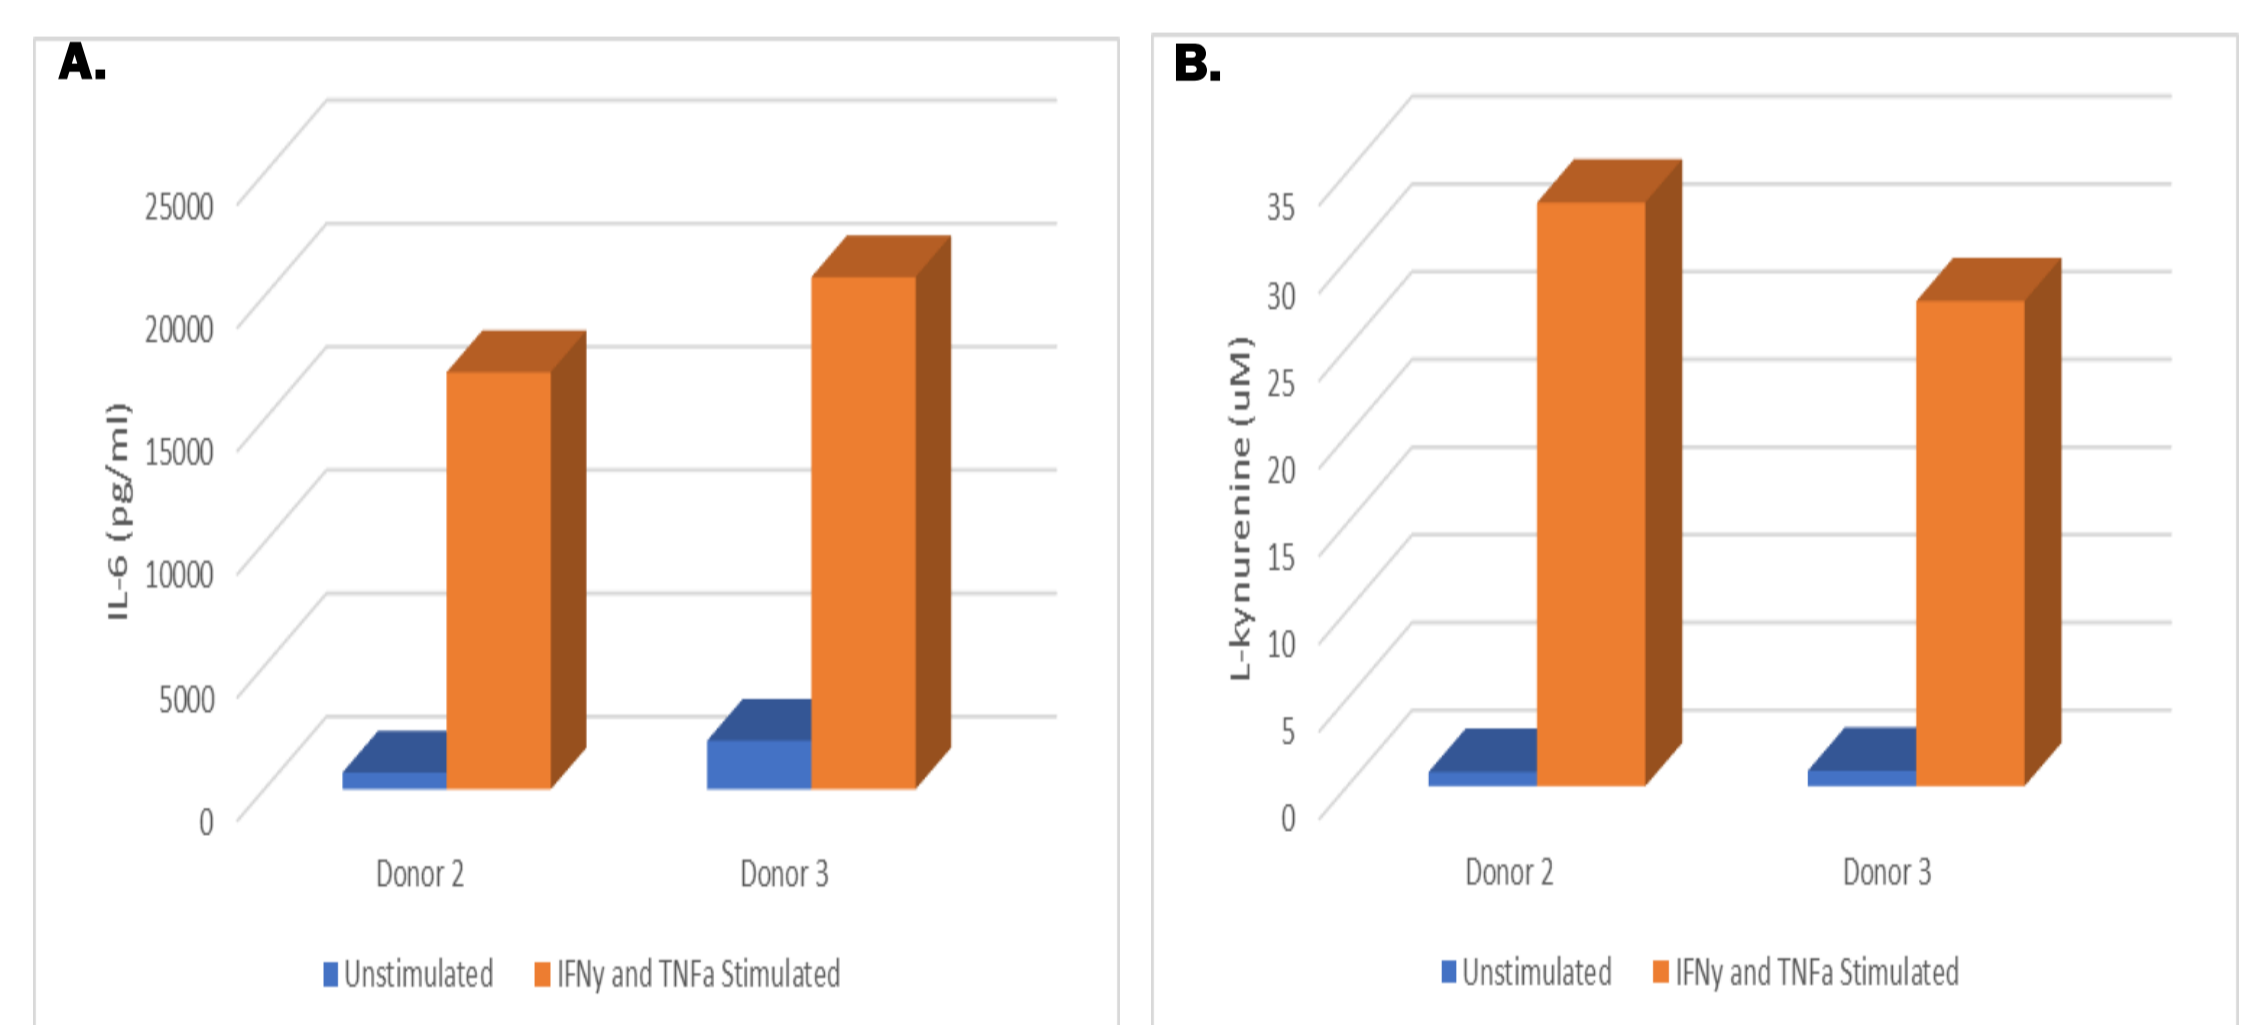 A.
25000
20000
15000
10000
5000
0
IL-6 (pg/ml)
Donor 2
Donor 3
Unstimulated
IFNy and TNFa Stimulated
B.
35
30
25
20
15
10
5
0
L-kynurenine (uM)
Donor 2
Donor 3
Unstimulated
IFNy and TNFa Stimulated